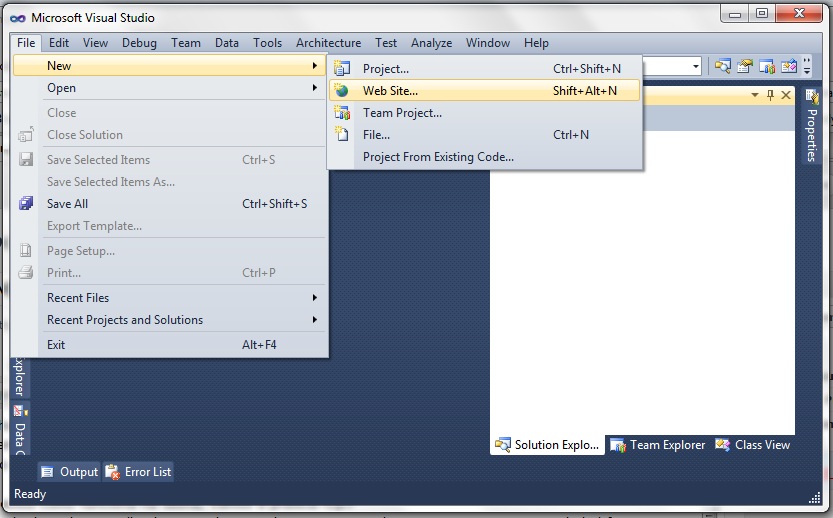 Microsoft Visual Studio
File Edit View Debug Team Data Tools Architecture Test Analyze Window Help
New
Open
Close
Close Solution
Save Selected Items Ctrl+S
Save Selected Items As...
Save All Ctrl+Shift+S
Export Template...
Page Setup...
Print... Ctrl+P
Recent Files
Recent Projects and Solutions
Exit Alt+F4
Project... Ctrl+Shift+N
Web Site... Shift+Alt+N
Team Project...
File... Ctrl+N
Project From Existing Code...
Properties
Explorer
Data
Solution Explo... Team Explorer Class View
Output Error List
Ready